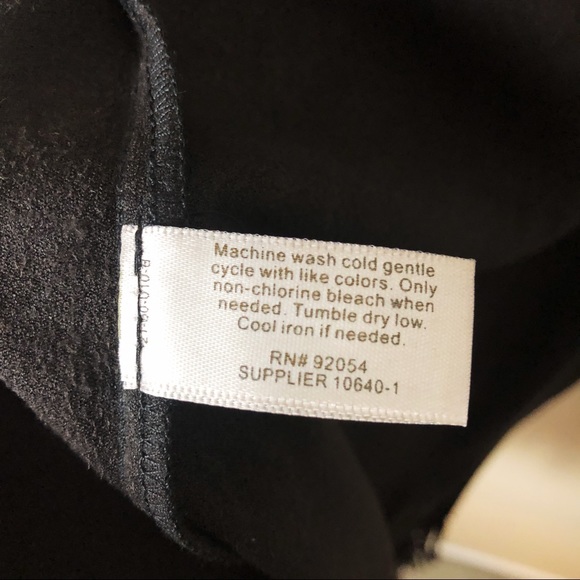 Machine wash cold gentle
cycle with like colors. Only
non-chlorine bleach when
needed. Tumble dry low.
Cool iron if needed.
RN# 92054
SUPPLIER 10640-1